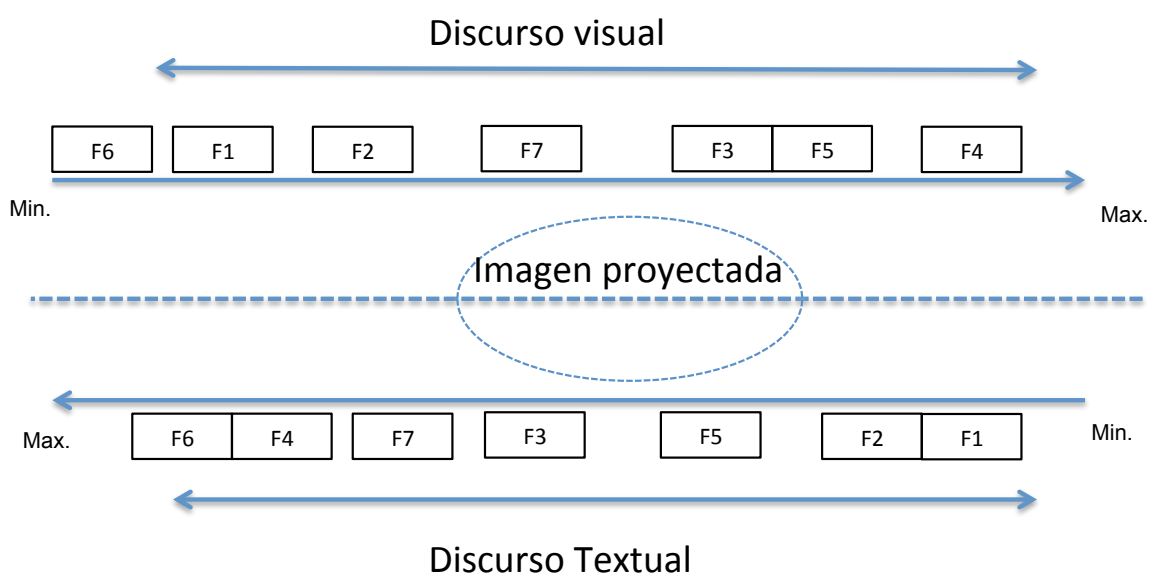 Discurso visual
F6 F1 F2 F7 F3 F5 F4
Min.
Max.
Imagen proyectada
Max.
F6 F4 F7 F3 F5 F2 F1
Min.
Discurso Textual